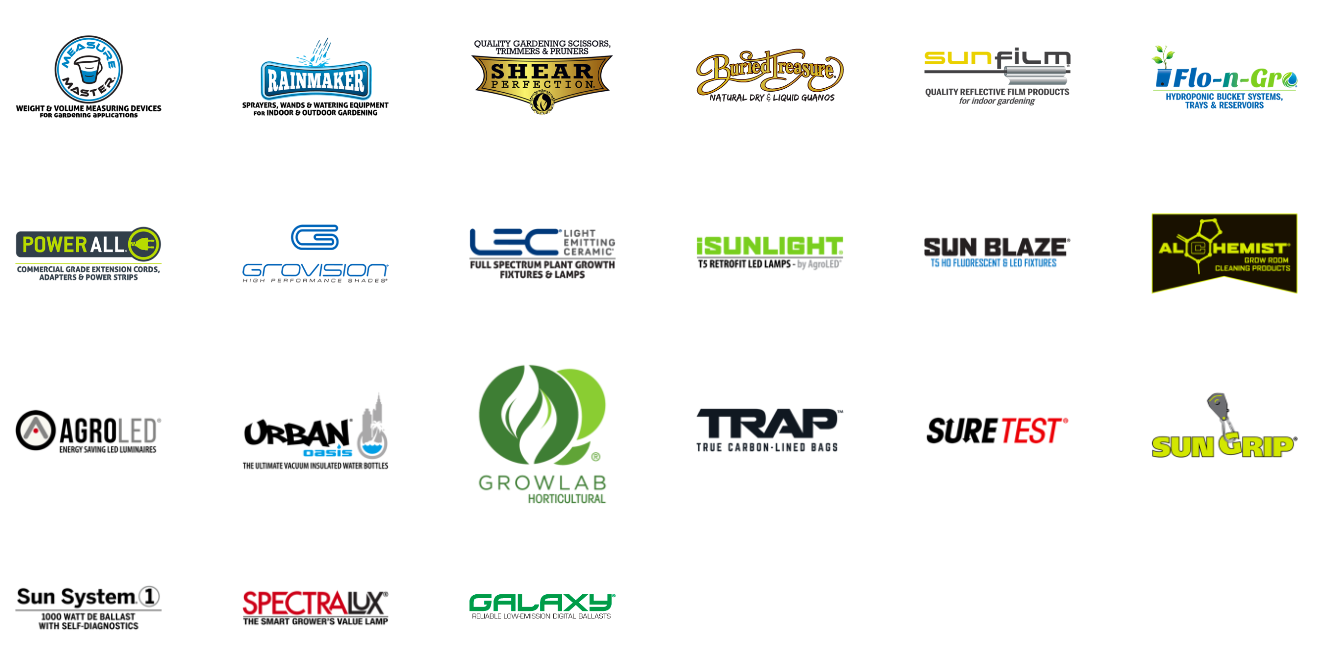 MEASURE
MASTER
WEIGHT & VOLUME MEASURING DEVICES
FOR GARDENING APPLICATIONS
RAINMAKER
SPRAYERS, WANDS & WATERING EQUIPMENT
FOR INDOOR & OUTDOOR GARDENING
QUALITY GARDENING SCISSORS,
TRIMMERS & PRUNERS
SHEAR
PERFECTION
Buried Treasure
NATURAL DRY & LIQUID GUANOS
sunfilm
QUALITY REFLECTIVE FILM PRODUCTS
for indoor gardening
Flo-n-Gro
HYDROPONIC BUCKET SYSTEMS,
TRAYS & RESERVOIRS
POWER ALL
COMMERCIAL GRADE EXTENSION CORDS,
ADAPTERS & POWER STRIPS
GROVISION®
HIGH PERFORMANCE SHADES®
LEC® LIGHT
EMITTING
CERAMIC®
FULL SPECTRUM PLANT GROWTH
FIXTURES & LAMPS
iSUNLIGHT
T5 RETROFIT LED LAMPS - by AgroLED®
SUN BLAZE®
T5 HO FLUORESCENT & LED FIXTURES
ALCHEMIST®
GROW ROOM
CLEANING PRODUCTS
AGROLED®
ENERGY SAVING LED LUMINAIRES
URBAN
oasis
THE ULTIMATE VACUUM INSULATED WATER BOTTLES
®
GROWLAB
HORTICULTURAL
TRAP™
TRUE CARBON-LINED BAGS
SURE TEST®
SUN GRIP®
Sun System 1
1000 WATT DE BALLAST
WITH SELF-DIAGNOSTICS
SPECTRALUX®
THE SMART GROWER'S VALUE LAMP
GALAXY®
RELIABLE LOW-EMISSION DIGITAL BALLASTS